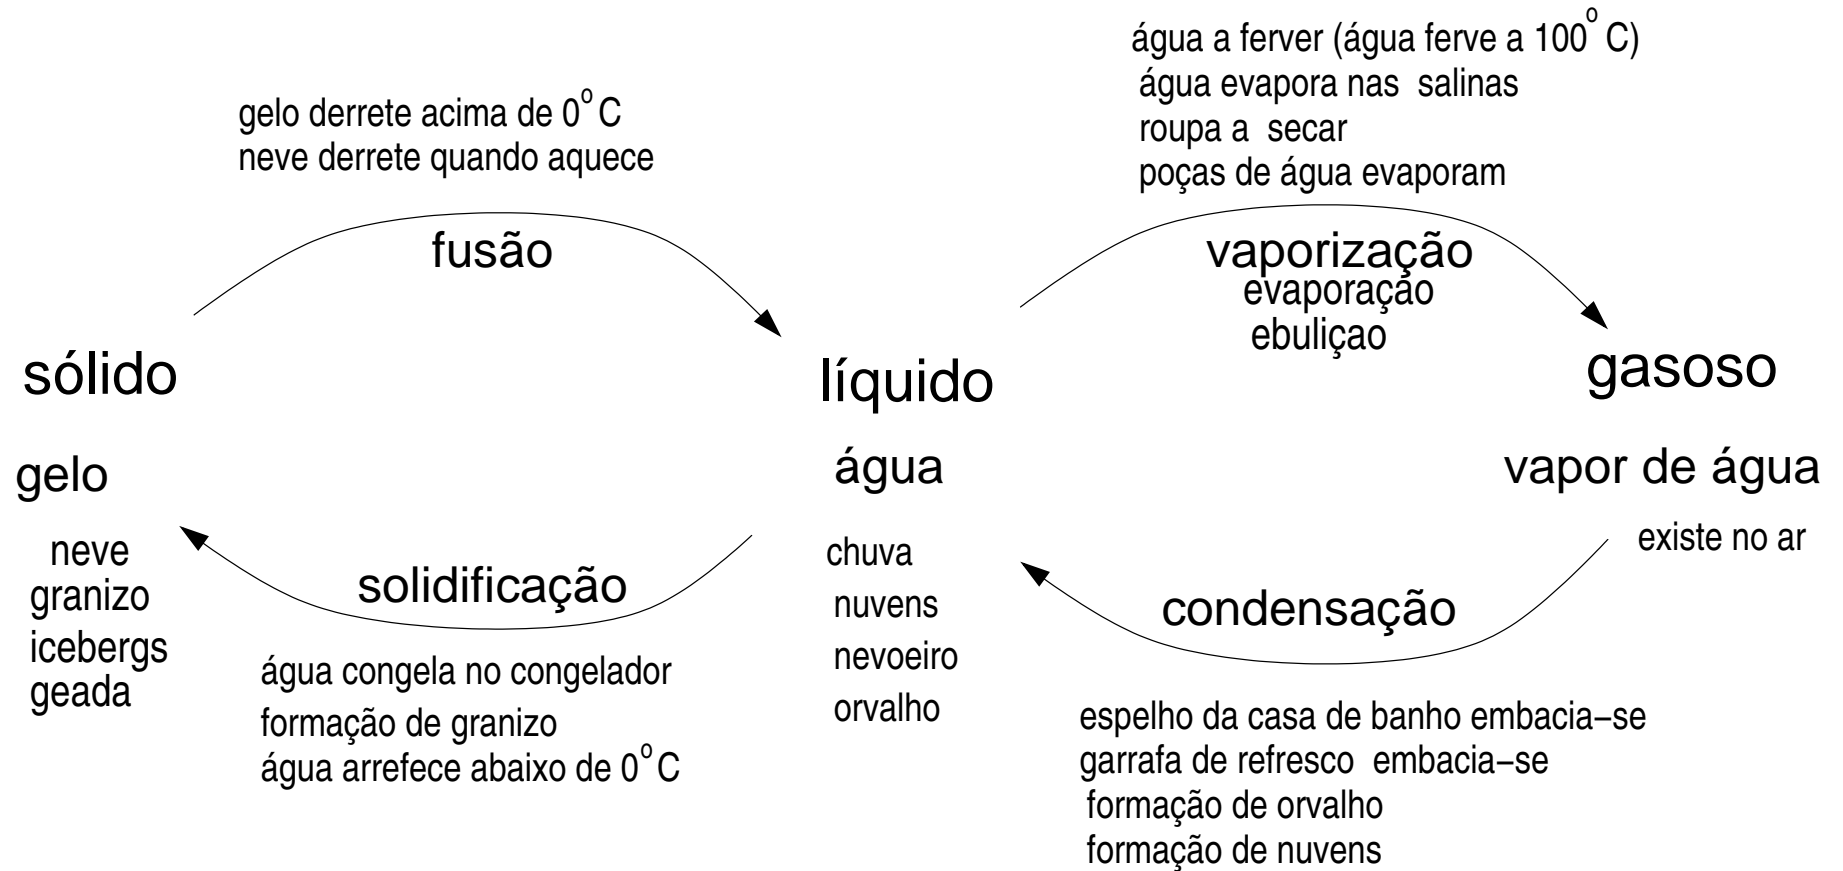 água a ferver (água ferve a 100° C)
água evapora nas salinas
roupa a secar
poças de água evaporam
gelo derrete acima de 0° C
neve derrete quando aquece
fusão
vaporização
evaporação
ebuliçao
sólido
líquido
gasoso
gelo
água
vapor de água
neve
granizo
icebergs
geada
solidificação
água congela no congelador
formação de granizo
água arrefece abaixo de 0° C
chuva
nuvens
nevoeiro
orvalho
existe no ar
condensação
espelho da casa de banho embacia–se
garrafa de refresco embacia–se
formação de orvalho
formação de nuvens